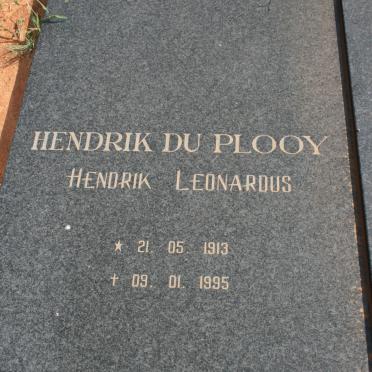 HENDRIK DU PLOOY
HENDRIK LEONARDUS
★ 21. 05. 1913
✝ 09. 01. 1995